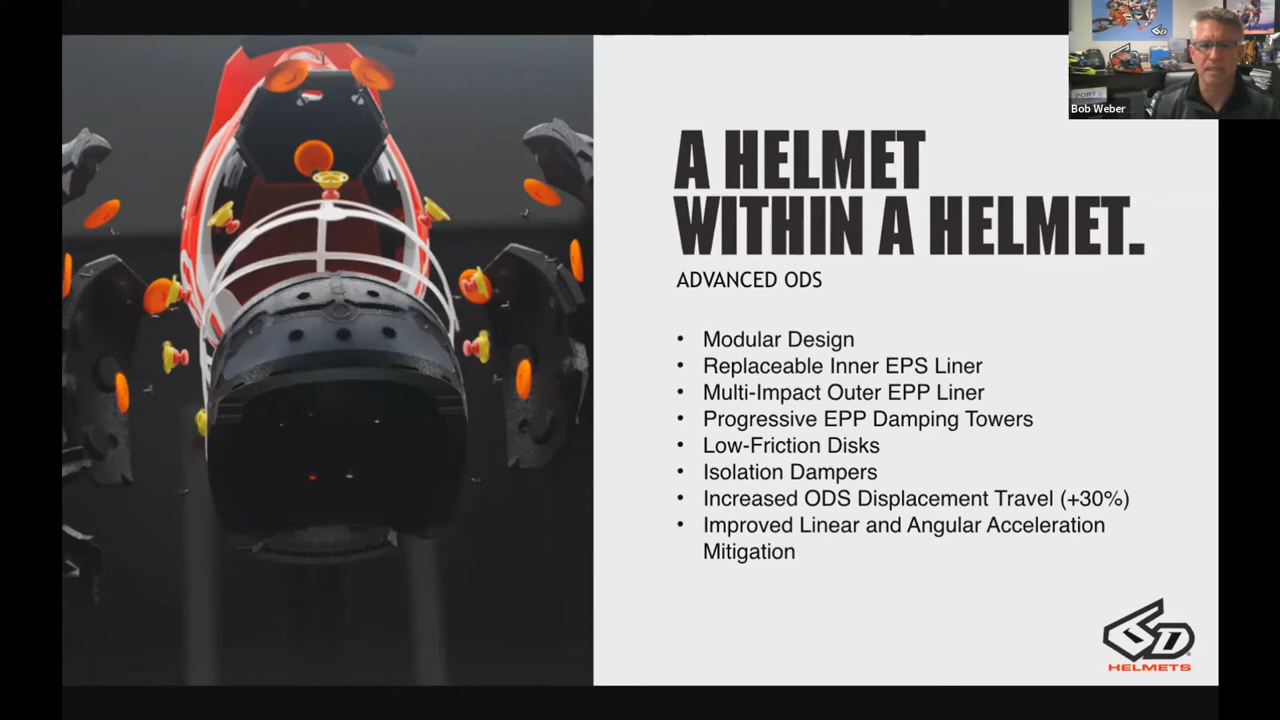 Bob Weber
A HELMET
WITHIN A HELMET.
ADVANCED ODS
• Modular Design
• Replaceable Inner EPS Liner
• Multi-Impact Outer EPP Liner
• Progressive EPP Damping Towers
• Low-Friction Disks
• Isolation Dampers
• Increased ODS Displacement Travel (+30%)
• Improved Linear and Angular Acceleration
Mitigation
6D
HELMETS